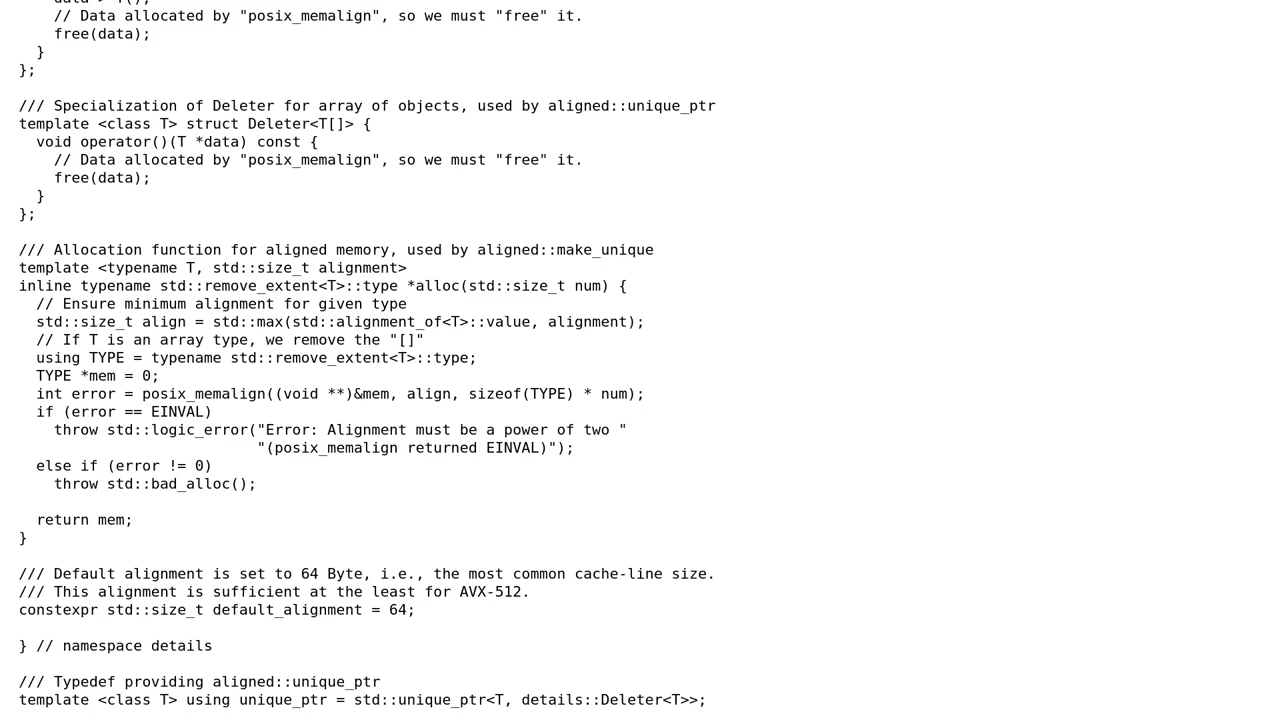 // Data allocated by "posix_memalign", so we must "free" it.
free(data);
}
};
/// Specialization of Deleter for array of objects, used by aligned::unique_ptr
template <class T> struct Deleter<T[]> {
void operator()(T *data) const {
// Data allocated by "posix_memalign", so we must "free" it.
free(data);
}
};
/// Allocation function for aligned memory, used by aligned::make_unique
template <typename T, std::size_t alignment>
inline typename std::remove_extent<T>::type *alloc(std::size_t num) {
// Ensure minimum alignment for given type
std::size_t align = std::max(std::alignment_of<T>::value, alignment);
// If T is an array type, we remove the "[]"
using TYPE = typename std::remove_extent<T>::type;
TYPE *mem = 0;
int error = posix_memalign((void **)&mem, align, sizeof(TYPE) * num);
if (error == EINVAL)
throw std::logic_error("Error: Alignment must be a power of two "
"(posix_memalign returned EINVAL)");
else if (error != 0)
throw std::bad_alloc();
return mem;
}
/// Default alignment is set to 64 Byte, i.e., the most common cache-line size.
/// This alignment is sufficient at the least for AVX-512.
constexpr std::size_t default_alignment = 64;
} // namespace details
/// Typedef providing aligned::unique_ptr
template <class T> using unique_ptr = std::unique_ptr<T, details::Deleter<T>>;